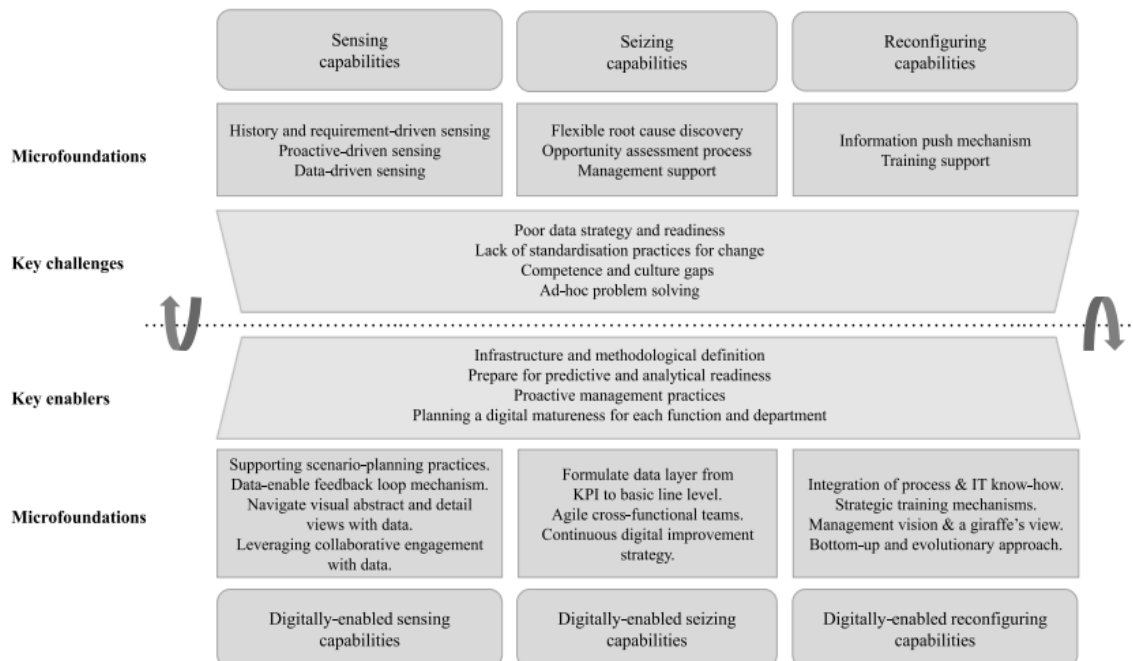 Sensing
capabilities
Seizing
capabilities
Reconfiguring
capabilities
Microfoundations
History and requirement-driven sensing
Proactive-driven sensing
Data-driven sensing
Flexible root cause discovery
Opportunity assessment process
Management support
Information push mechanism
Training support
Key challenges
Poor data strategy and readiness
Lack of standardisation practices for change
Competence and culture gaps
Ad-hoc problem solving
Key enablers
Infrastructure and methodological definition
Prepare for predictive and analytical readiness
Proactive management practices
Planning a digital matureness for each function and department
Microfoundations
Supporting scenario-planning practices.
Data-enable feedback loop mechanism.
Navigate visual abstract and detail
views with data.
Leveraging collaborative engagement
with data.
Formulate data layer from
KPI to basic line level.
Agile cross-functional teams.
Continuous digital improvement
strategy.
Integration of process & IT know-how.
Strategic training mechanisms.
Management vision & a giraffe's view.
Bottom-up and evolutionary approach.
Digitally-enabled sensing
capabilities
Digitally-enabled seizing
capabilities
Digitally-enabled reconfiguring
capabilities